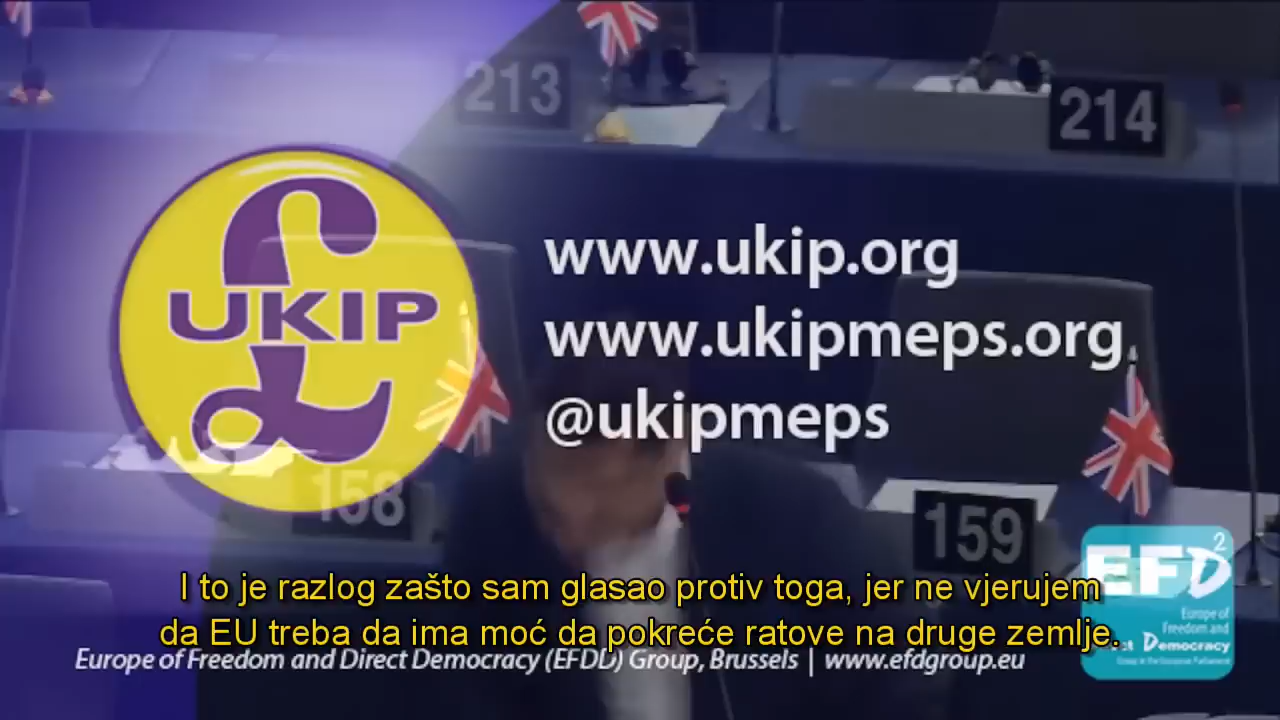 213
214
UKIP
www.ukip.org
www.ukipmeps.org
@ukipmeps
158
159
EFD2
Europe of
Freedom and
Democracy
I to je razlog zašto sam glasao protiv toga, jer ne vjerujem
da EU treba da ima moć da pokreće ratove na druge zemlje.
Europe of Freedom and Direct Democracy (EFDD) Group, Brussels | www.efdgroup.eu